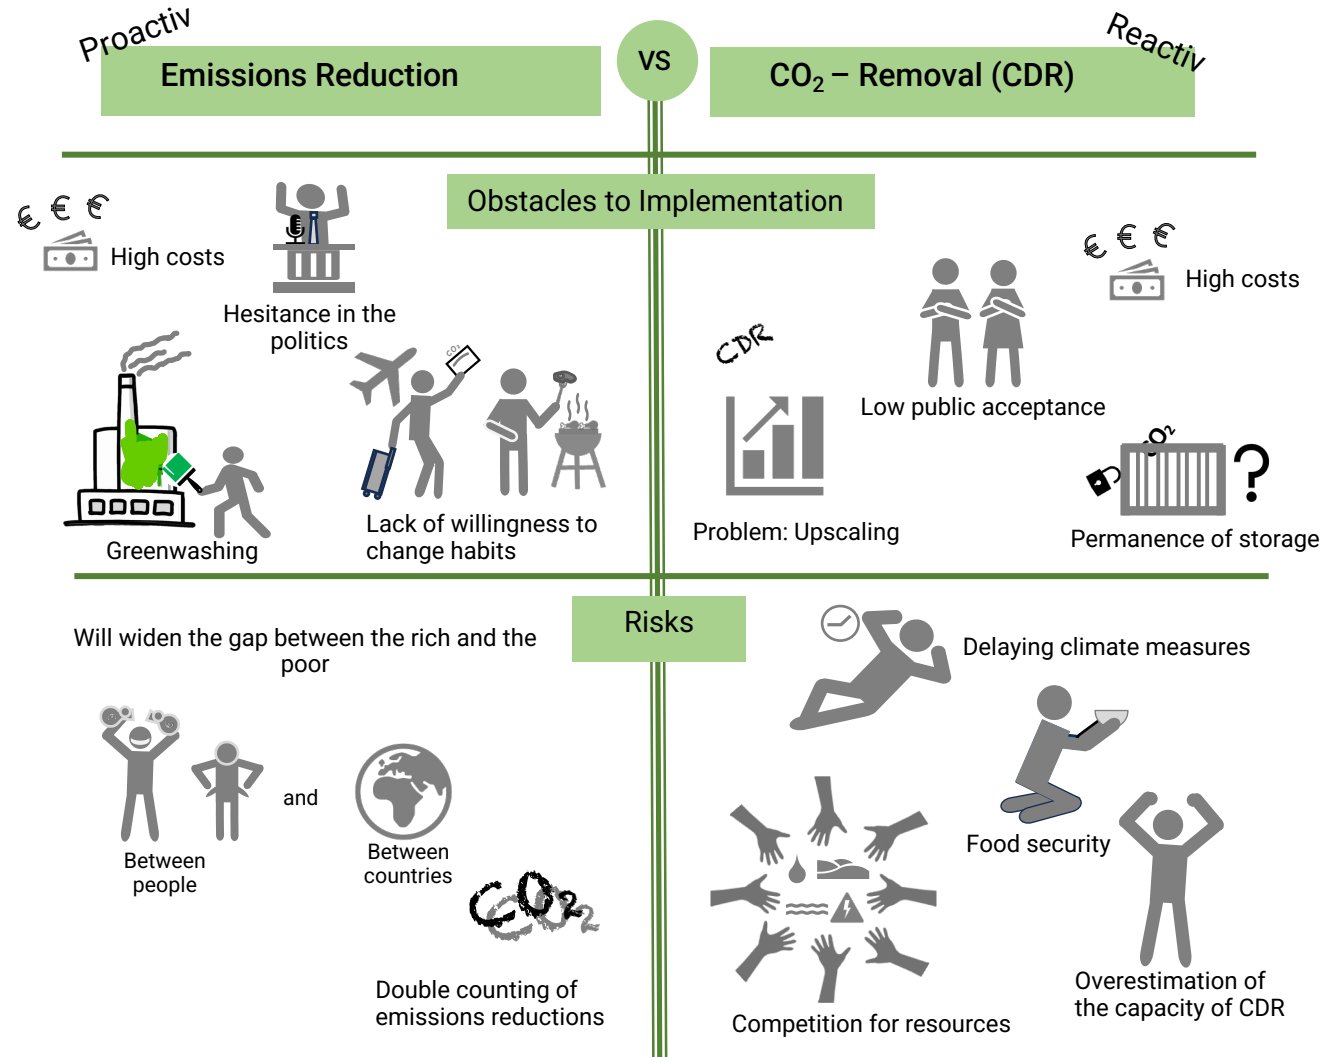 Proactiv
Emissions Reduction
vs
Reactiv
CO₂ – Removal (CDR)
Obstacles to Implementation
€ € €
High costs
Hesitance in the
politics
CO₂
Greenwashing
Lack of willingness to
change habits
€ € €
High costs
Low public acceptance
CDR
Problem: Upscaling
CO₂
?
Permanence of storage
Risks
Will widen the gap between the rich and the
poor
Between
people
and
Between
countries
CO₂
CO₂
Double counting of
emissions reductions
Delaying climate measures
Food security
Competition for resources
Overestimation of
the capacity of CDR